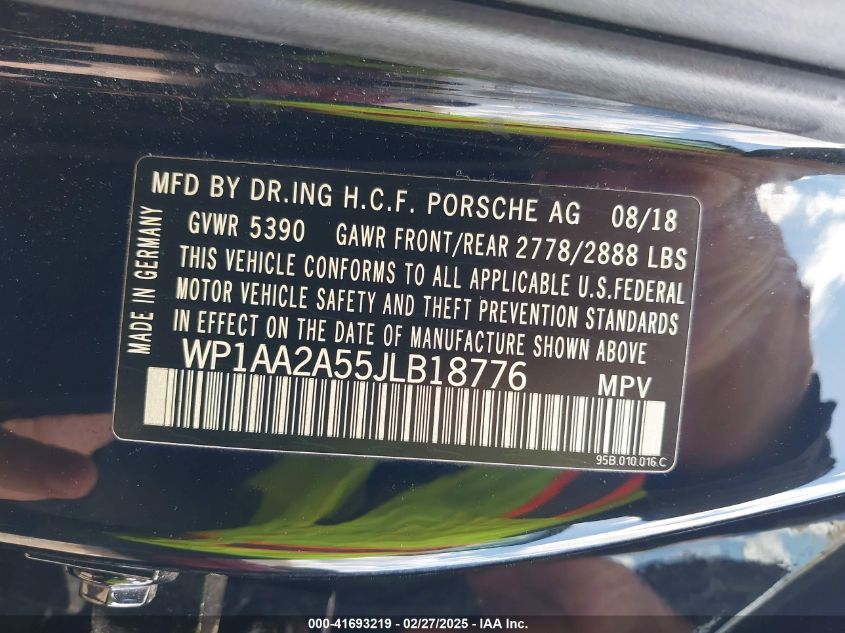 MFD BY DR.ING H.C.F. PORSCHE AG 08/18
GVWR 5390 GAWR FRONT/REAR 2778/2888 LBS
THIS VEHICLE CONFORMS TO ALL APPLICABLE U.S.FEDERAL
MOTOR VEHICLE SAFETY AND THEFT PREVENTION STANDARDS
IN EFFECT ON THE DATE OF MANUFACTURE SHOWN ABOVE
WP1AA2A55JLB18776 MPV
95B.010.016.C
MADE IN GERMANY
000-41693219 - 02/27/2025 - IAA Inc.